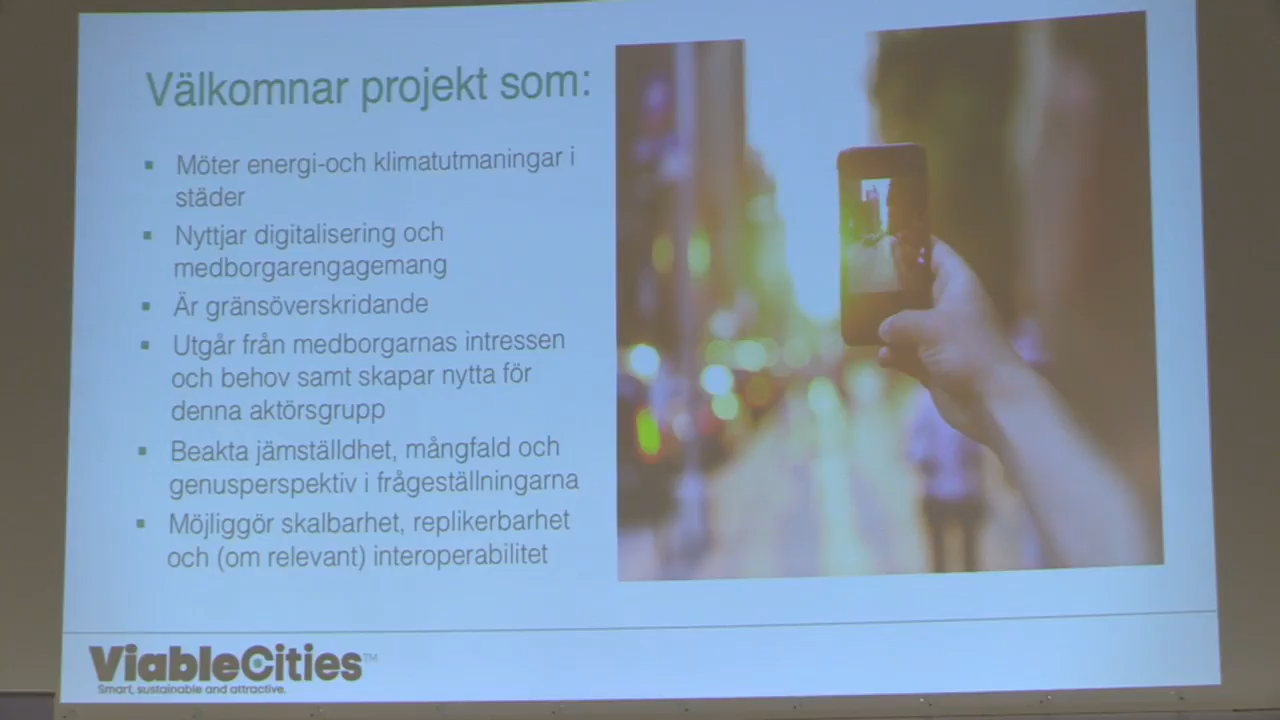 Välkomnar projekt som:
▪ Möter energi-och klimatutmaningar i
städer
▪ Nyttjar digitalisering och
medborgarengagemang
▪ Är gränsöverskridande
▪ Utgår från medborgarnas intressen
och behov samt skapar nytta för
denna aktörsgrupp
▪ Beakta jämställdhet, mångfald och
genusperspektiv i frågeställningarna
▪ Möjliggör skalbarhet, replikerbarhet
och (om relevant) interoperabilitet
ViableCities™
Smart, sustainable and attractive.